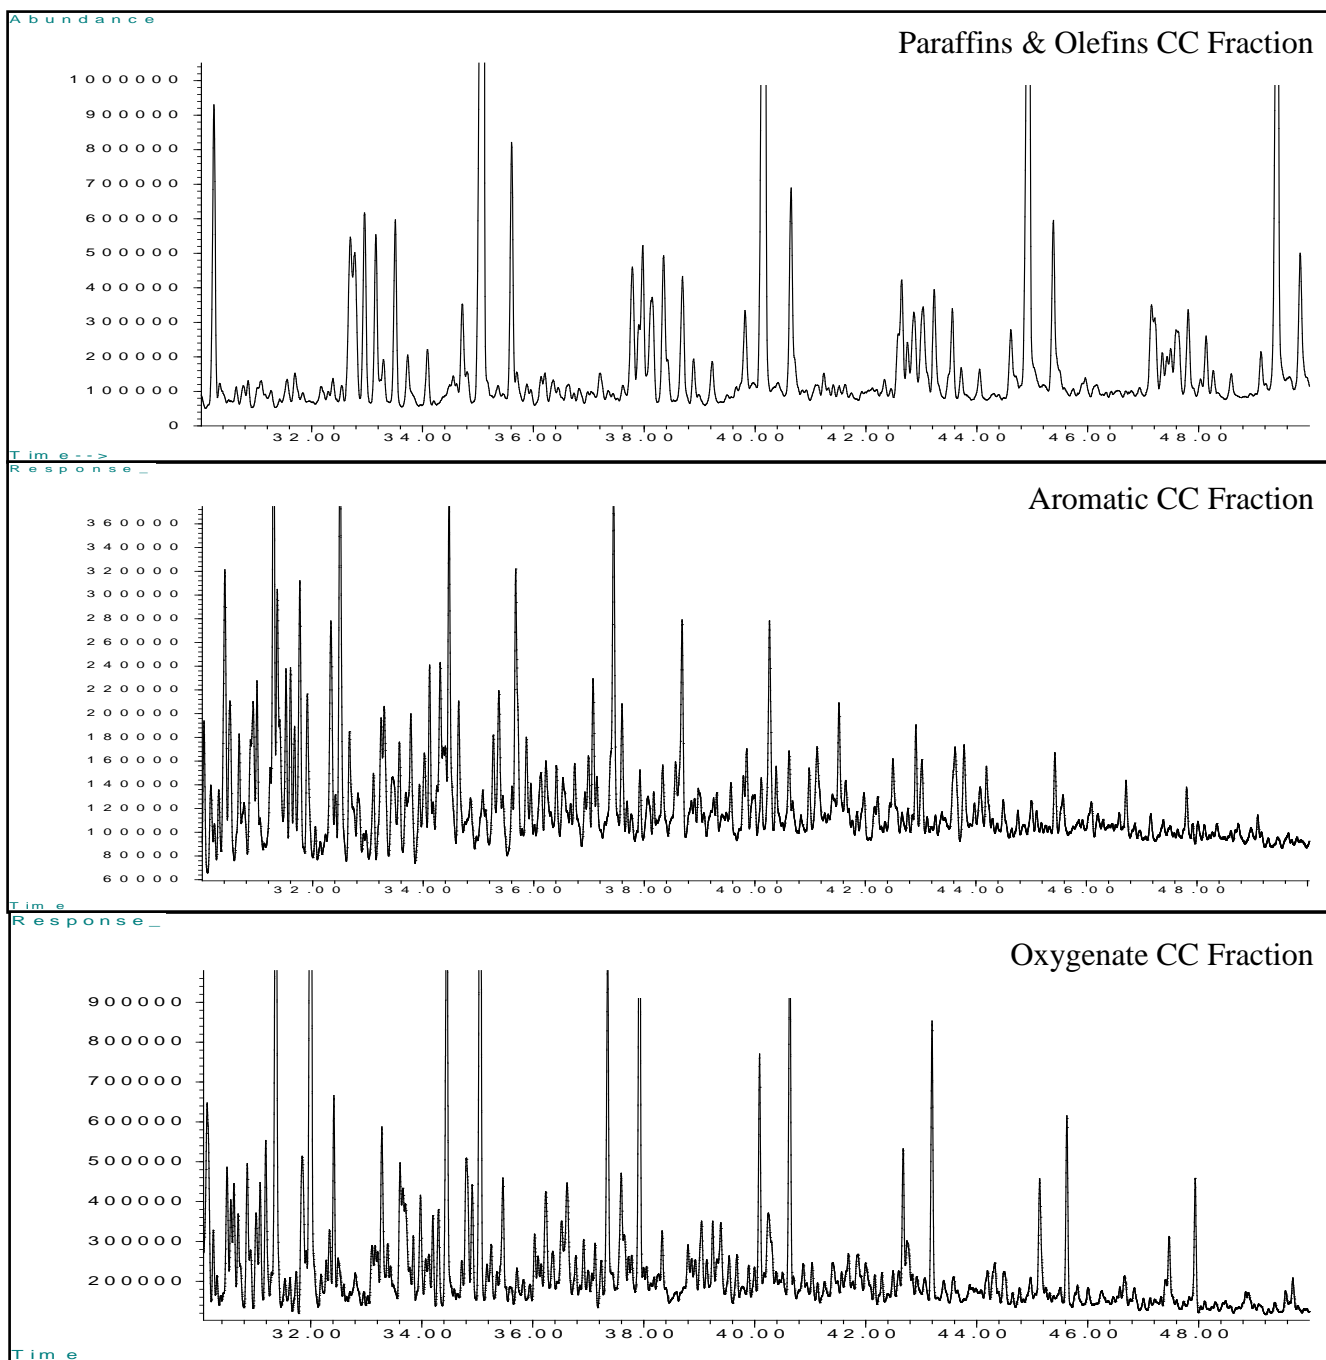 Abundance
Paraffins & Olefins CC Fraction
1000000
900000
800000
700000
600000
500000
400000
300000
200000
100000
0
32.00 34.00 36.00 38.00 40.00 42.00 44.00 46.00 48.00
Time-->
Response_
Aromatic CC Fraction
360000
340000
320000
300000
280000
260000
240000
220000
200000
180000
160000
140000
120000
100000
80000
60000
32.00 34.00 36.00 38.00 40.00 42.00 44.00 46.00 48.00
Time
Response_
Oxygenate CC Fraction
900000
800000
700000
600000
500000
400000
300000
200000
32.00 34.00 36.00 38.00 40.00 42.00 44.00 46.00 48.00
Time